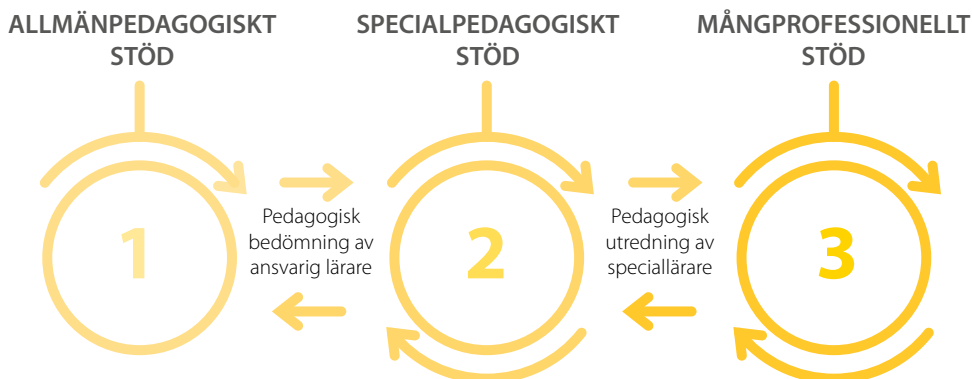 ALLMÄNPEDAGOGISKT
STÖD
SPECIALPEDAGOGISKT
STÖD
MÅNGPROFESSIONELLT
STÖD
1
Pedagogisk
bedömning av
ansvarig lärare
2
Pedagogisk
utredning av
speciallärare
3